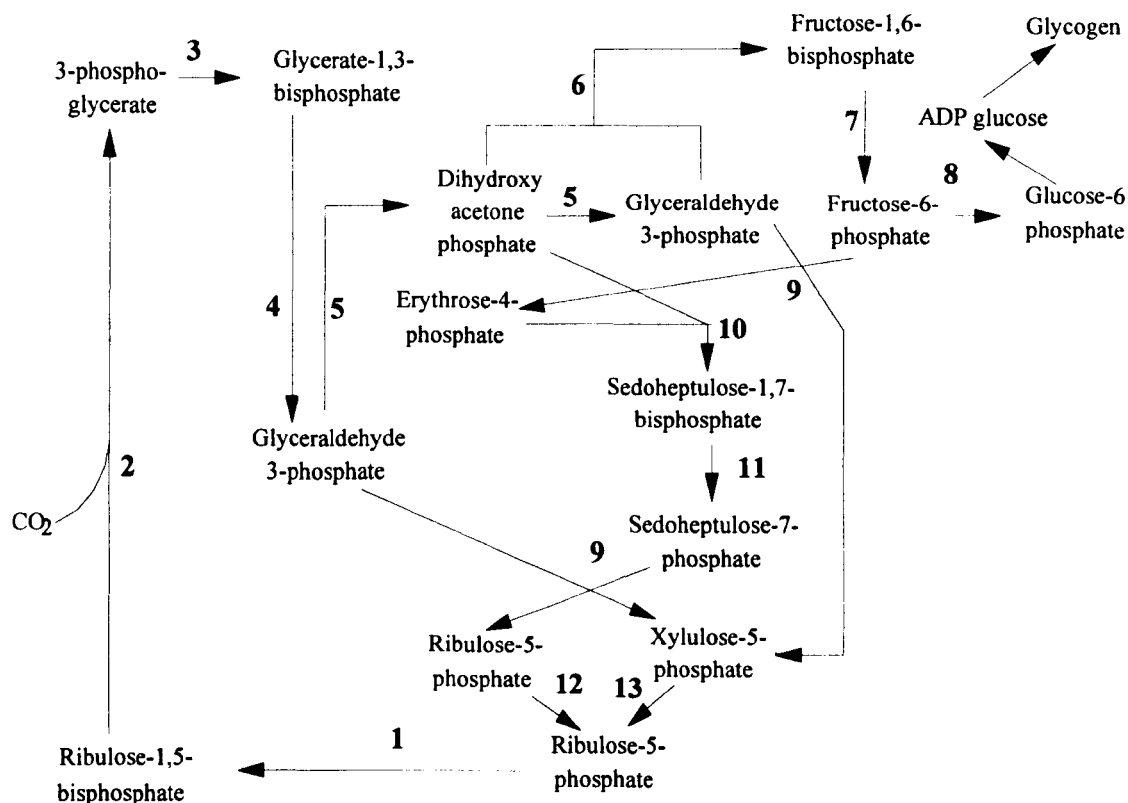 3-phospho-
glycerate
3
Glycerate-1,3-
bisphosphate
6
Fructose-1,6-
bisphosphate
Glycogen
7
ADP glucose
Dihydroxy
acetone
phosphate
5
Glyceraldehyde
3-phosphate
Fructose-6-
phosphate
8
Glucose-6
phosphate
4
5
Erythrose-4-
phosphate
9
10
Sedoheptulose-1,7-
bisphosphate
Glyceraldehyde
3-phosphate
2
11
CO2
Sedoheptulose-7-
phosphate
9
Ribulose-5-
phosphate
Xylulose-5-
phosphate
12
13
Ribulose-1,5-
bisphosphate
1
Ribulose-5-
phosphate